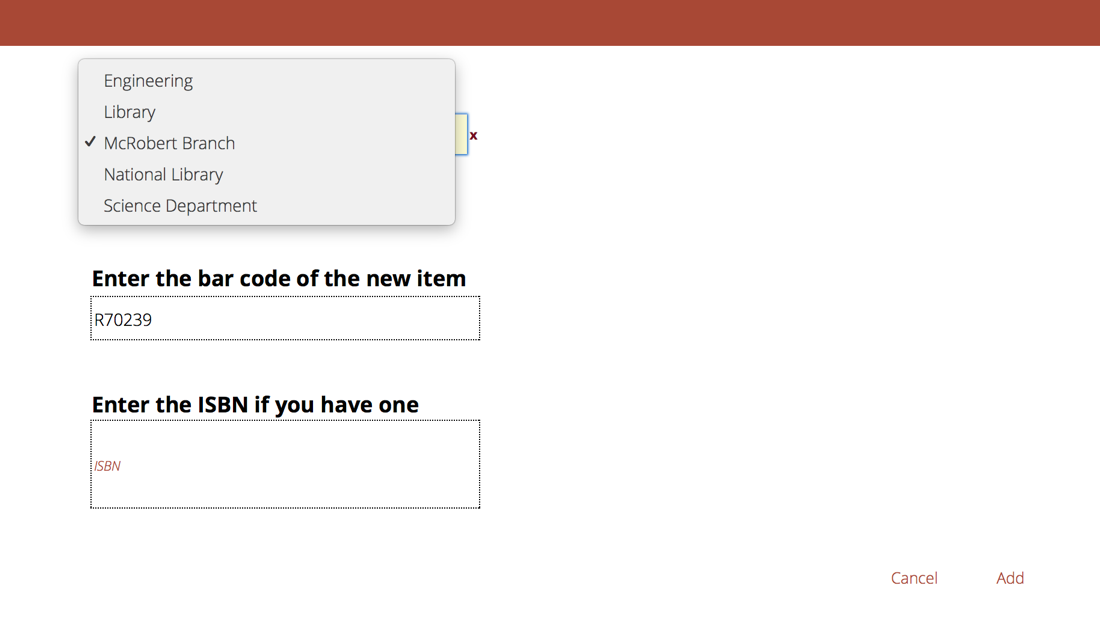 Engineering
Library
✓ McRobert Branch
x
National Library
Science Department
Enter the bar code of the new item
R70239
Enter the ISBN if you have one
ISBN
Cancel Add